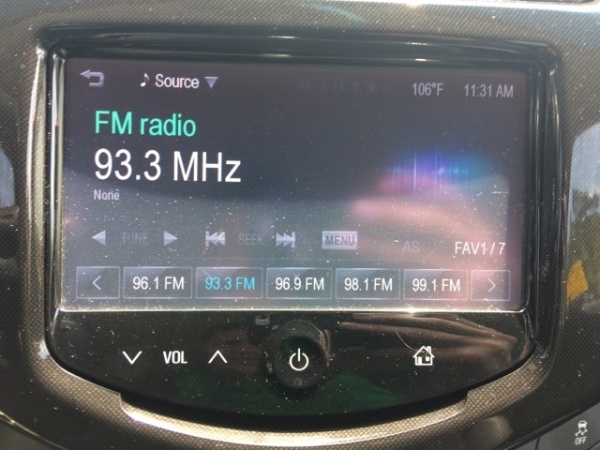 Source 106°F 11:31 AM
FM radio
93.3 MHz
None
TUNE SEEK MENU AS FAV1/7
96.1 FM 93.3 FM 96.9 FM 98.1 FM 99.1 FM
VOL
OFF